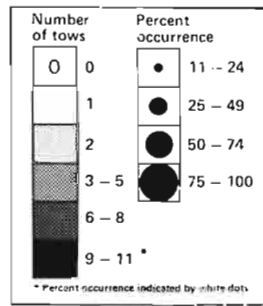 Number of tows
Percent occurrence
0 0
1
2
3 – 5
6 – 8
9 – 11 *
11 – 24
25 – 49
50 – 74
75 – 100
* Percent occurrence indicated by white dots